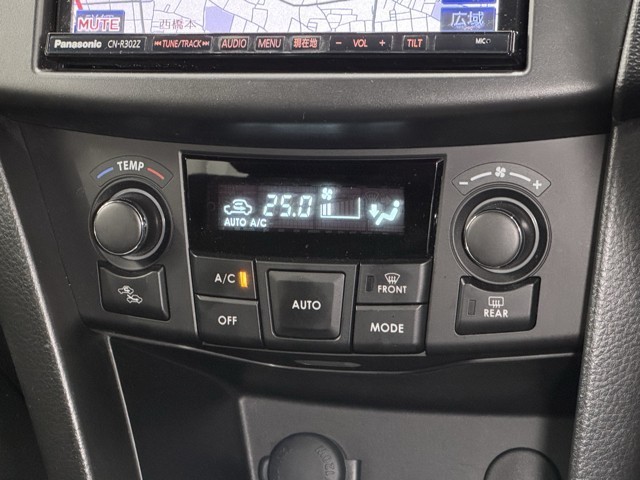 MUTE
西橋本
広域
Panasonic CN-R302Z TUNE/TRACK AUDIO MENU 現在地 - VOL + TILT MIC
TEMP
- +
25.0
AUTO A/C
A/C
AUTO
FRONT
OFF
MODE
REAR